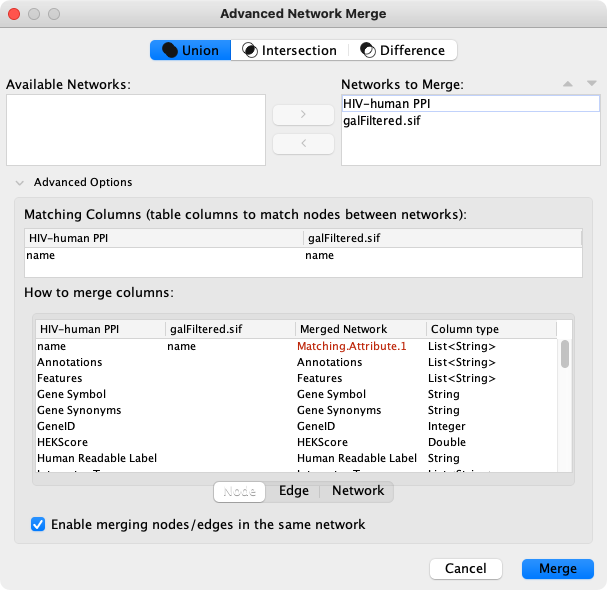 Advanced Network Merge
Union Intersection Difference
Available Networks:
Networks to Merge:
HIV-human PPI
galFiltered.sif
Advanced Options
Matching Columns (table columns to match nodes between networks):
HIV-human PPI galFiltered.sif
name name
How to merge columns:
HIV-human PPI galFiltered.sif Merged Network Column type
name name Matching.Attribute.1 List<String>
Annotations Annotations List<String>
Features Features List<String>
Gene Symbol Gene Symbol String
Gene Synonyms Gene Synonyms String
GeneID GeneID Integer
HEKScore HEKScore Double
Human Readable Label Human Readable Label String
Node Edge Network
Enable merging nodes/edges in the same network
Cancel Merge